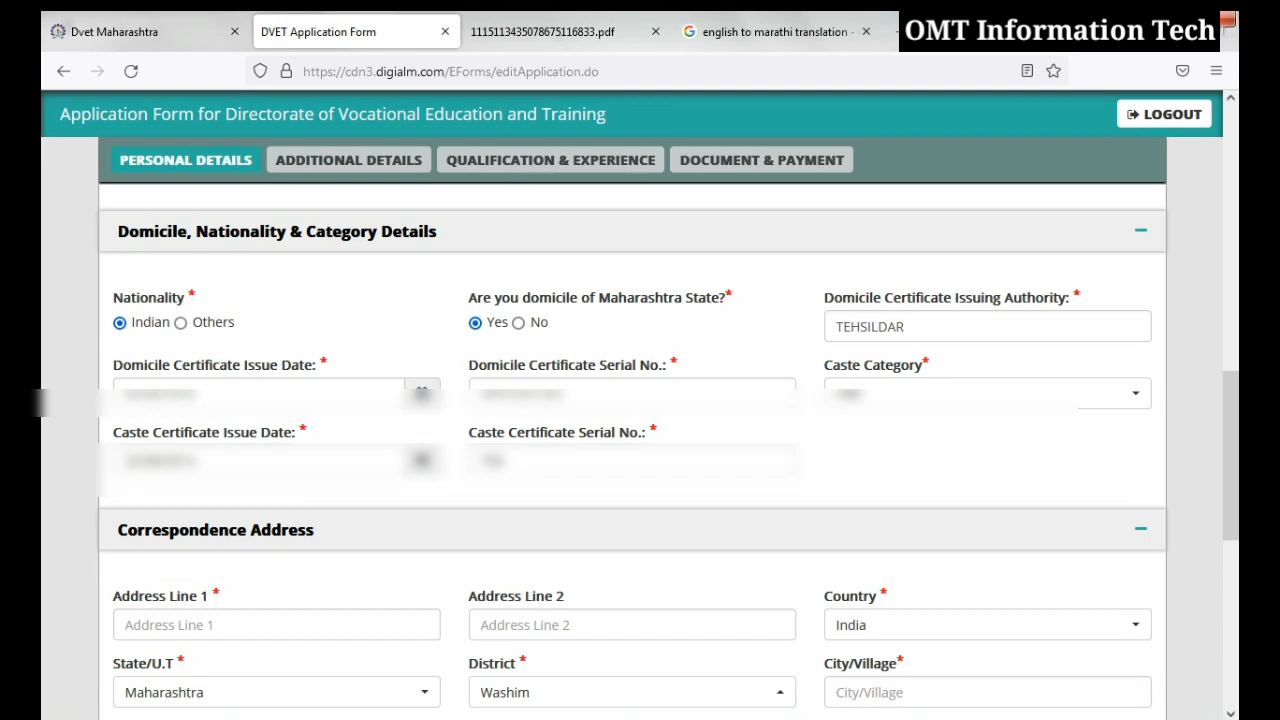 OMT Information Tech
Dvet Maharashtra
DVET Application Form
1115113435078675116833.pdf
english to marathi translation -
https://cdn3.digialm.com/EForms/editApplication.do
Application Form for Directorate of Vocational Education and Training
LOGOUT
PERSONAL DETAILS ADDITIONAL DETAILS QUALIFICATION & EXPERIENCE DOCUMENT & PAYMENT
Domicile, Nationality & Category Details
Nationality * Are you domicile of Maharashtra State?* Domicile Certificate Issuing Authority: *
Indian Others Yes No TEHSILDAR
Domicile Certificate Issue Date: * Domicile Certificate Serial No.: * Caste Category*
Caste Certificate Issue Date: * Caste Certificate Serial No.: *
Correspondence Address
Address Line 1 * Address Line 2 Country *
Address Line 1 Address Line 2 India
State/U.T * District * City/Village*
Maharashtra Washim City/Village